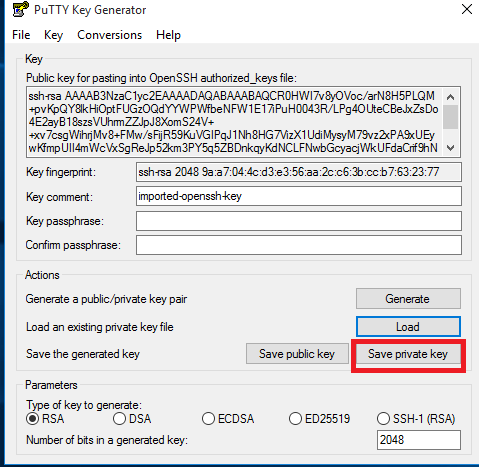 PuTTY Key Generator
File Key Conversions Help
Key
Public key for pasting into OpenSSH authorized_keys file:
ssh-rsa AAAAB3NzaC1yc2EAAAADAQABAAABAQCR0HWI7v8yOVoc/arN8H5PLQM
+pvKpQY8lkHiOptFUGzOQdYYWPWfbeNFW1E17iPuH0043R/LPg4OUteCBeJxZsDo
4E2ayB18szsVUhrmZZJpJ8XomS24V+
+xv7csgWihrjMv8+FMw/sFijR59KuVGIPqJ1Nh8HG7VizX1UdiMysyM79vz2xPA9xUEy
wKfmpUII4mWcVxSgReJp52km3PY5q5ZBDnkqyKdNCLFNwbGcyacjWkUFdaCrif9hN
Key fingerprint: ssh-rsa 2048 9a:a7:04:4c:d3:e3:56:aa:2c:c6:3b:cc:b7:63:23:77
Key comment: imported-openssh-key
Key passphrase:
Confirm passphrase:
Actions
Generate a public/private key pair Generate
Load an existing private key file Load
Save the generated key Save public key Save private key
Parameters
Type of key to generate:
RSA DSA ECDSA ED25519 SSH-1 (RSA)
Number of bits in a generated key: 2048